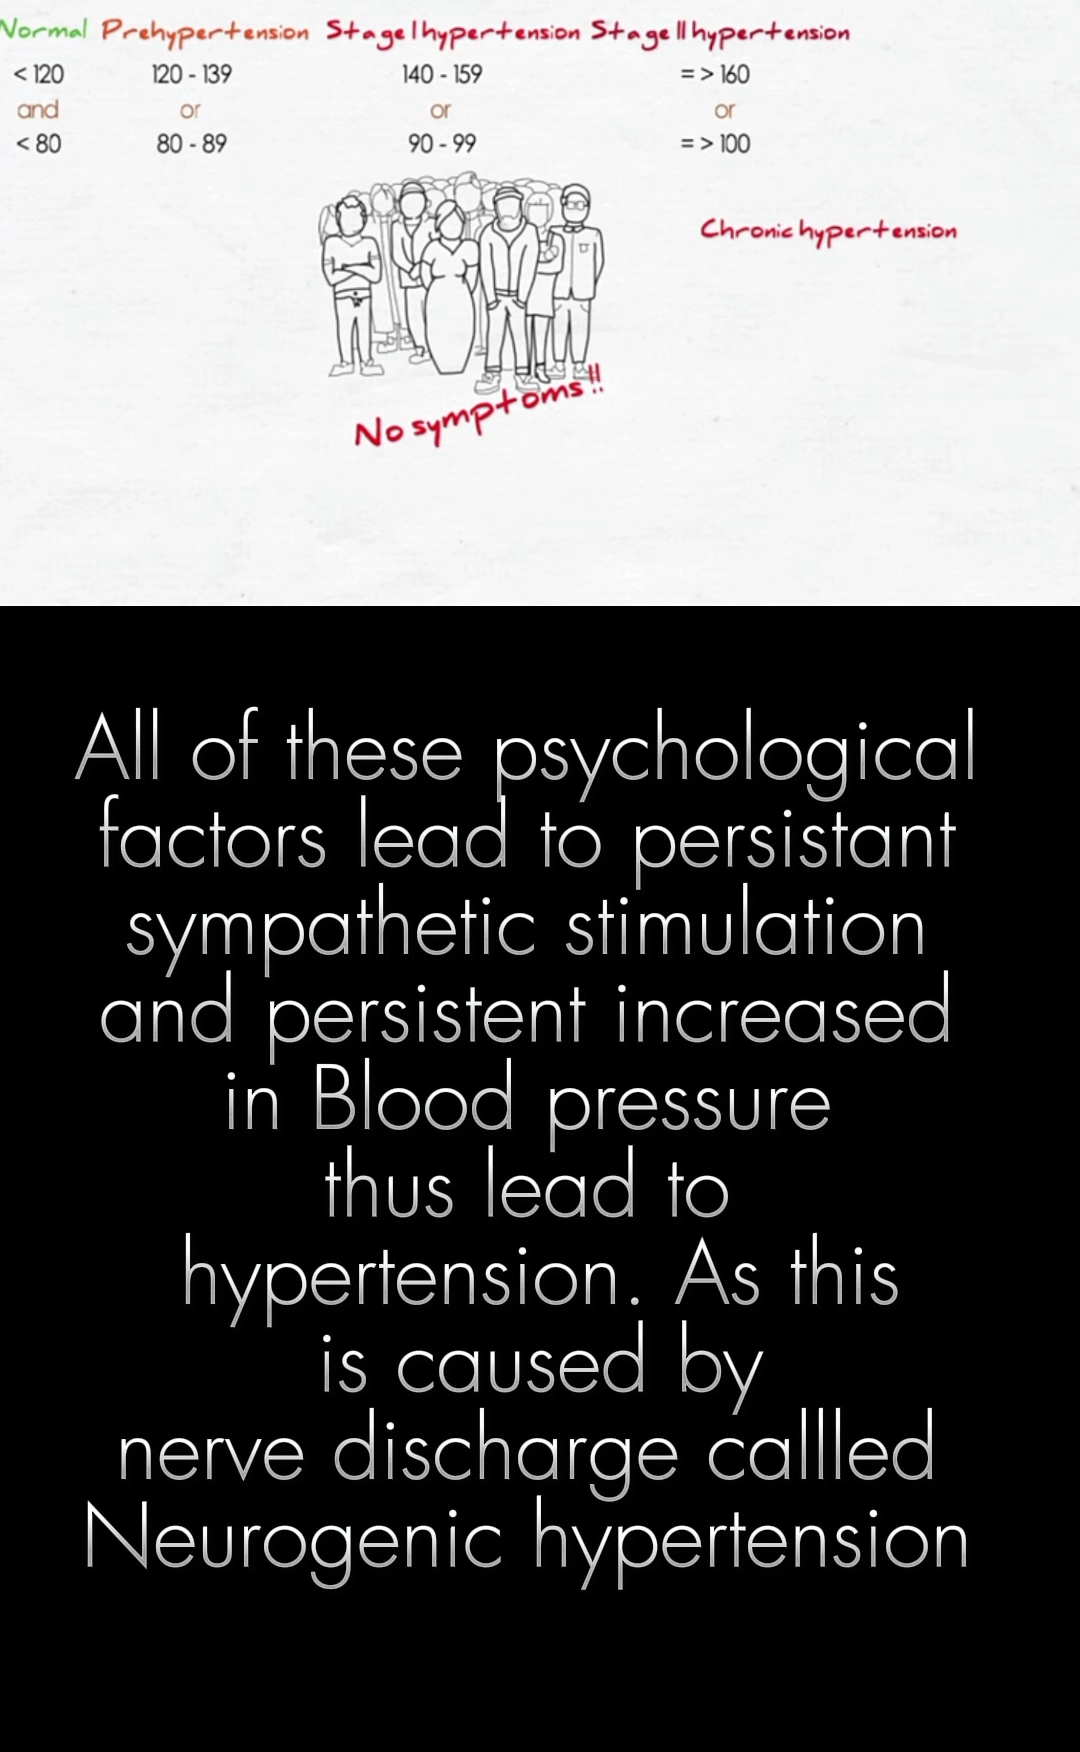 Normal Prehypertension Stage I hypertension Stage II hypertension
< 120 120 - 139 140 - 159 = > 160
and or or or
< 80 80 - 89 90 - 99 = > 100
Chronic hypertension
No symptoms!!
All of these psychological
factors lead to persistant
sympathetic stimulation
and persistent increased
in Blood pressure
thus lead to
hypertension. As this
is caused by
nerve discharge callled
Neurogenic hypertension